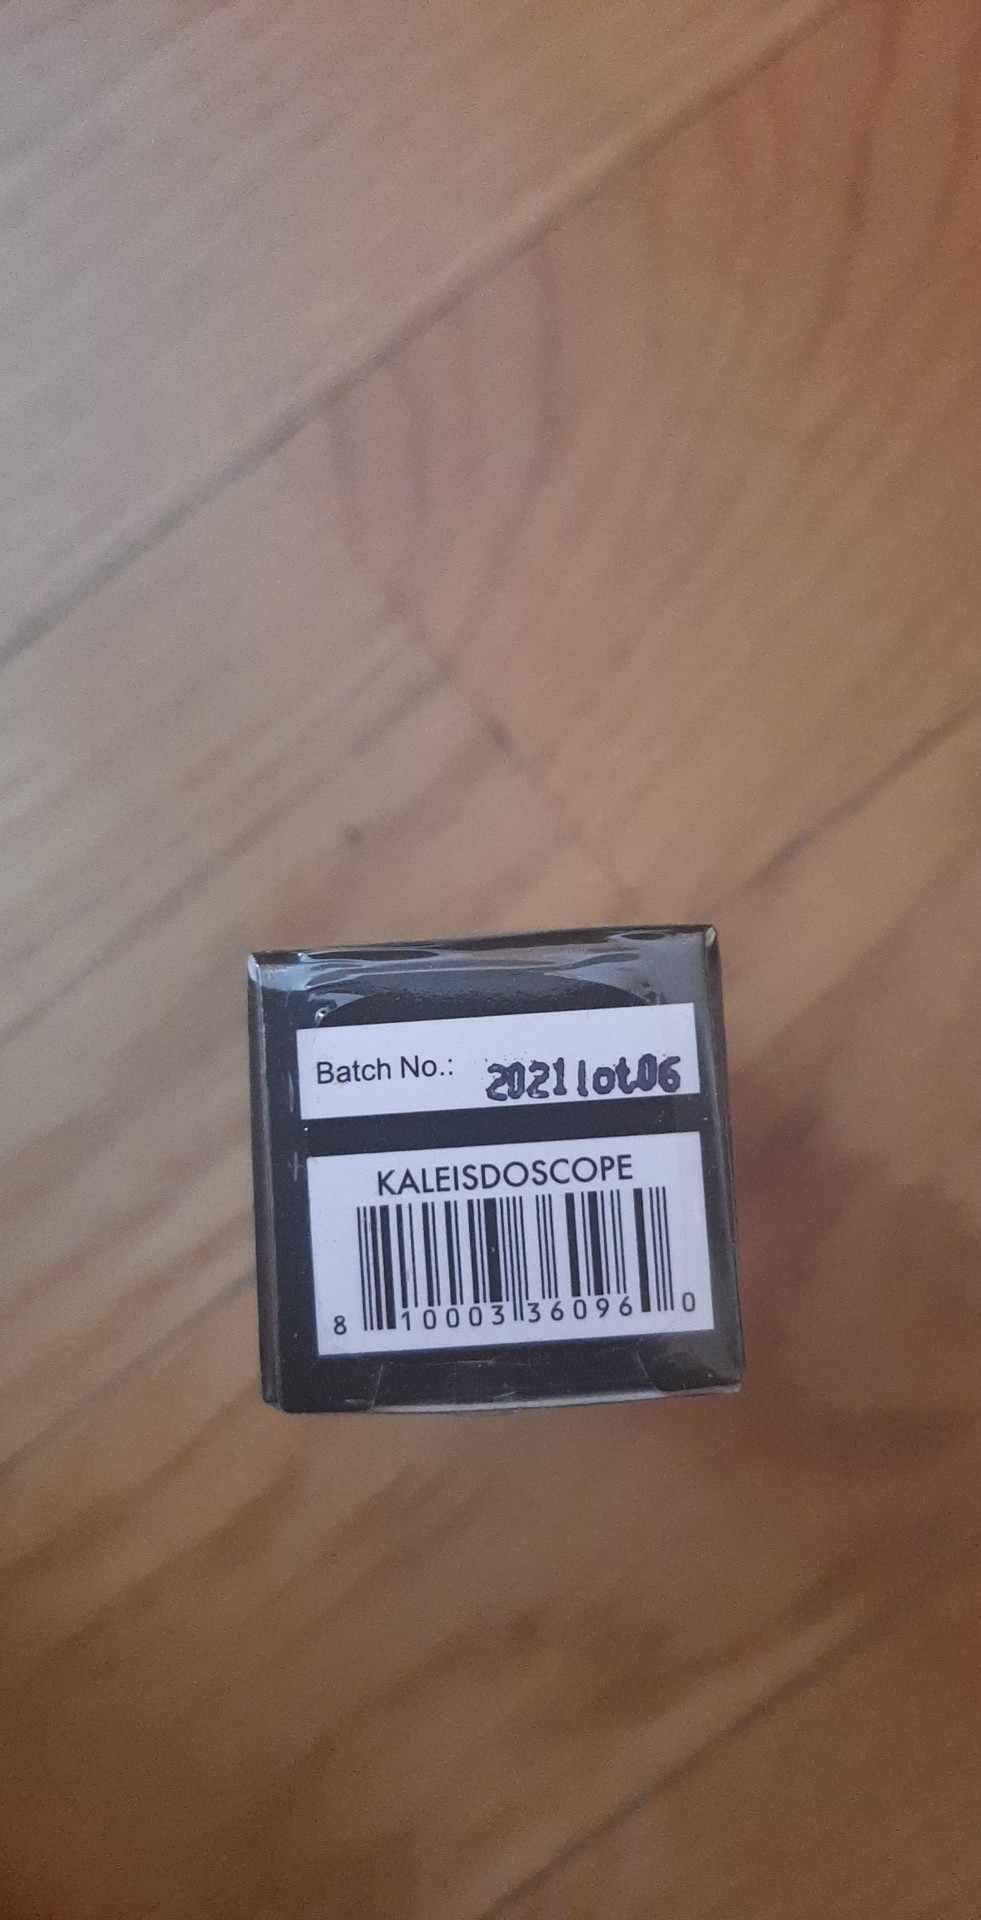 Batch No.: 2021lot06
KALEISDOSCOPE
8 10003 36096 0